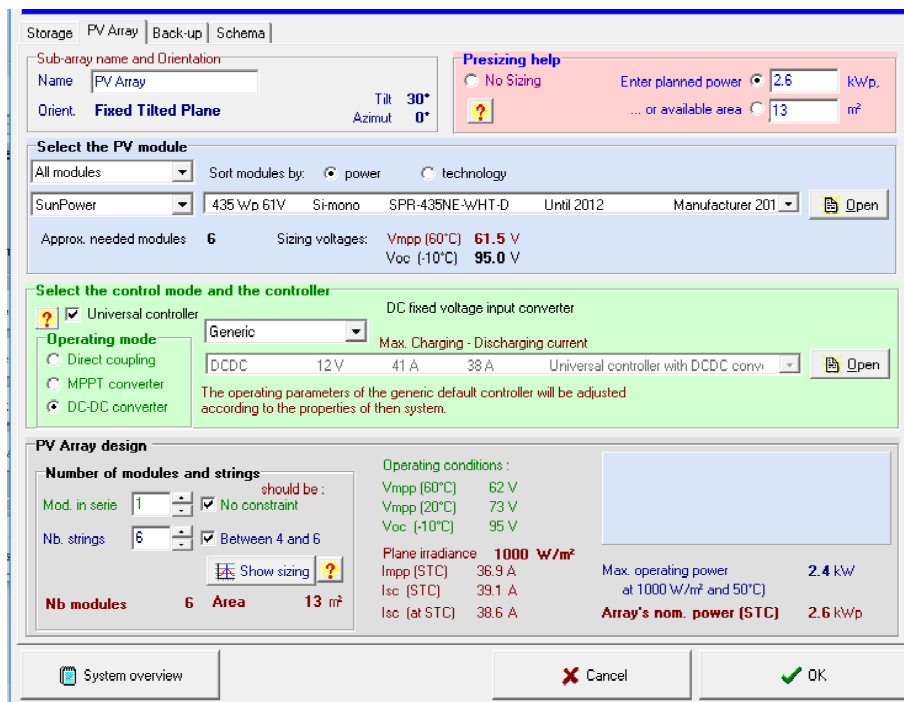 Storage PV Array Back-up Schema
Sub-array name and Orientation
Name PV Array
Orient. Fixed Tilted Plane
Tilt 30°
Azimut 0°
Presizing help
No Sizing
Enter planned power 2.6 kWp,
... or available area 13 m²
?
Select the PV module
All modules Sort modules by: power technology
SunPower 435 Wp 61V Si-mono SPR-435NE-WHT-D Until 2012 Manufacturer 201 Open
Approx. needed modules 6 Sizing voltages: Vmpp (60°C) 61.5 V
Voc (-10°C) 95.0 V
Select the control mode and the controller
? Universal controller
Operating mode
Direct coupling
MPPT converter
DC-DC converter
Generic
DC fixed voltage input converter
Max. Charging - Discharging current
DCDC 12 V 41 A 38 A Universal controller with DCDC conv Open
The operating parameters of the generic default controller will be adjusted
according to the properties of then system.
PV Array design
Number of modules and strings
should be :
Mod. in serie 1 No constraint
Nb. strings 6 Between 4 and 6
Show sizing ?
Nb modules 6 Area 13 m²
Operating conditions :
Vmpp (60°C) 62 V
Vmpp (20°C) 73 V
Voc (-10°C) 95 V
Plane irradiance 1000 W/m²
Impp (STC) 36.9 A
Isc (STC) 39.1 A
Isc (at STC) 38.6 A
Max. operating power 2.4 kW
at 1000 W/m² and 50°C)
Array's nom. power (STC) 2.6 kWp
System overview Cancel OK